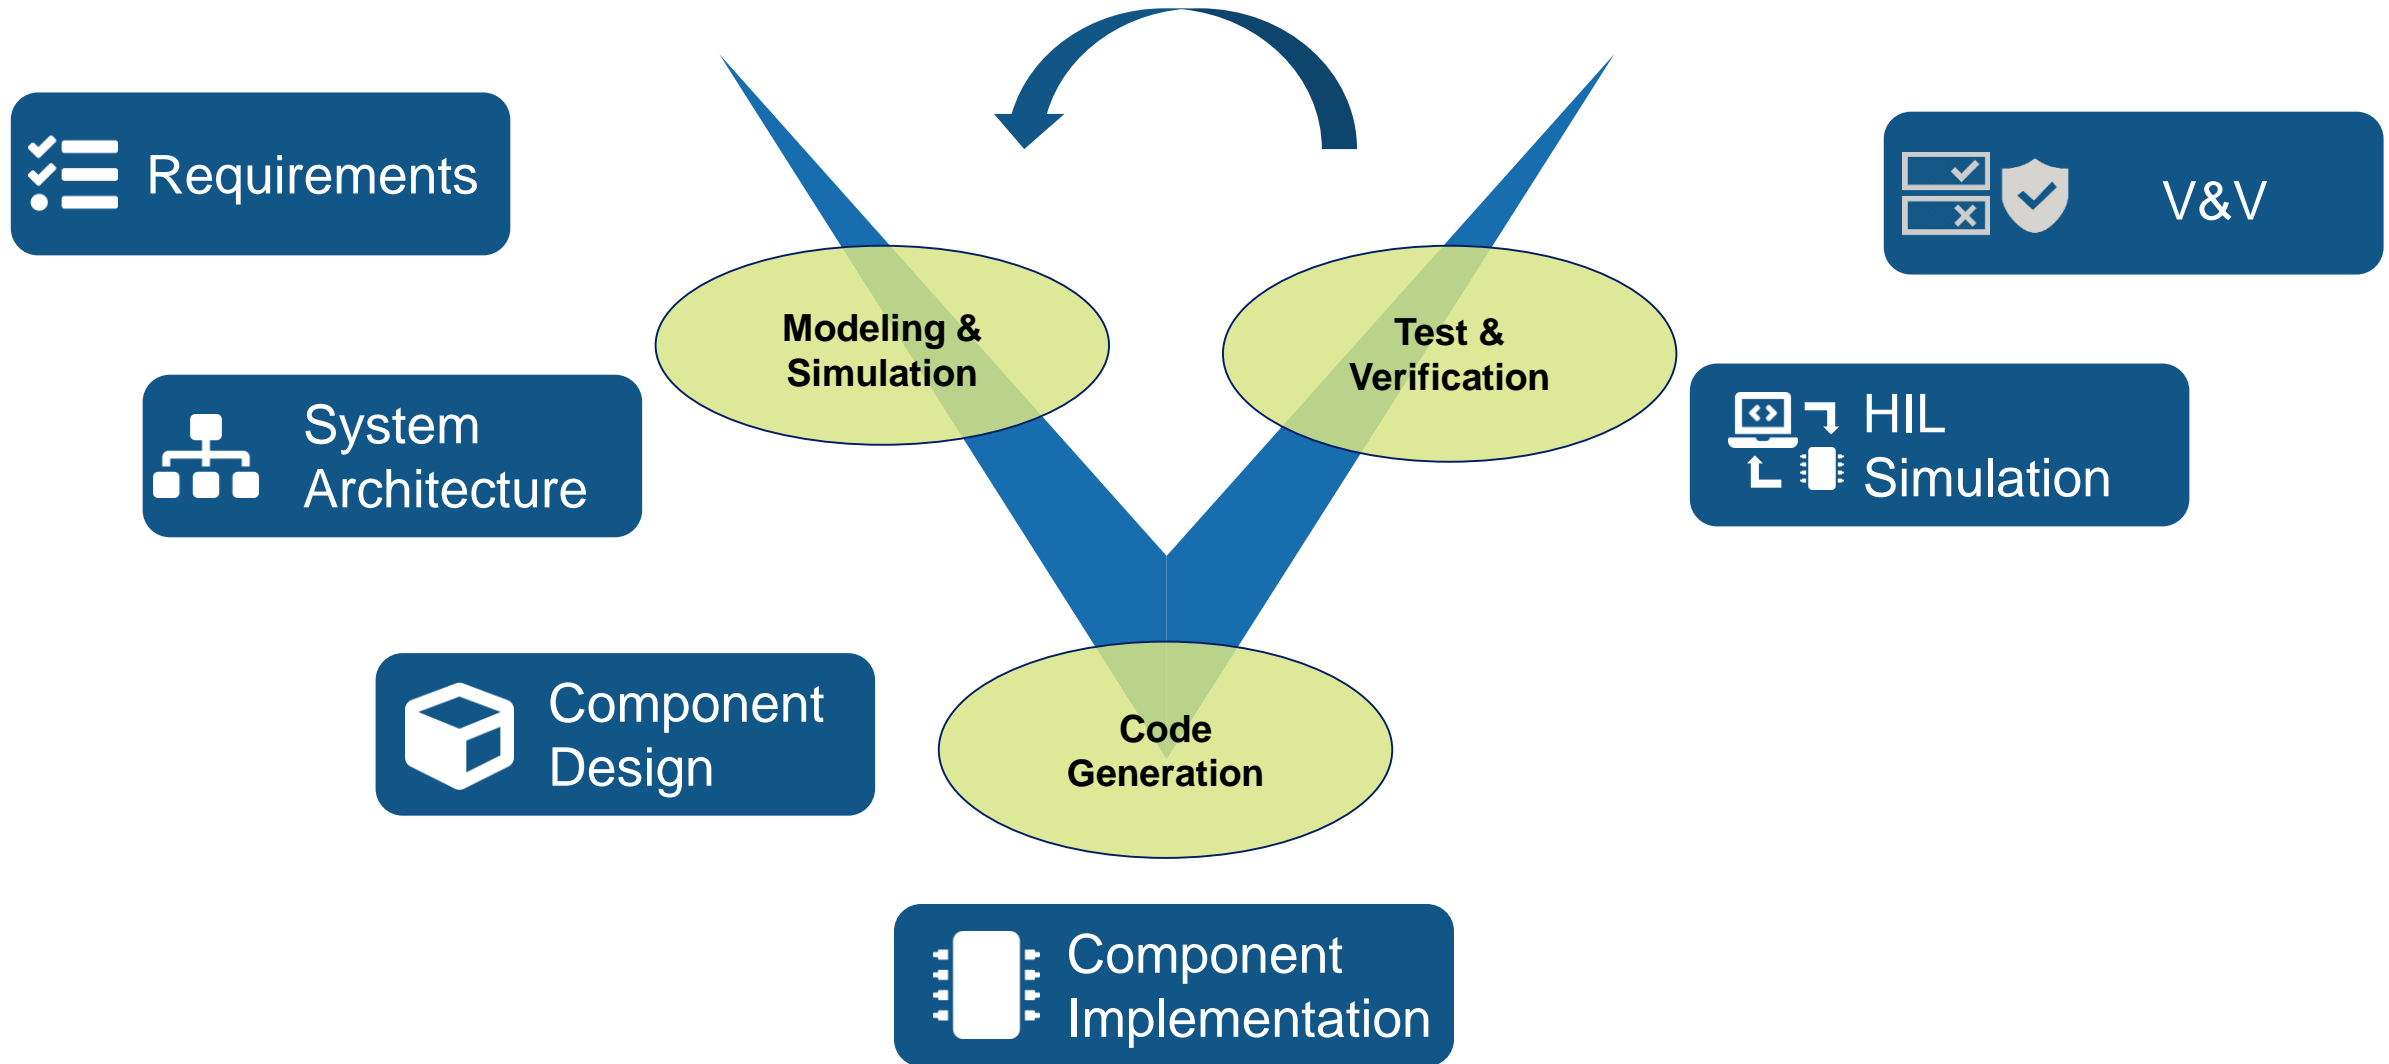 Requirements
V&V
Modeling &
Simulation
Test &
Verification
System
Architecture
HIL
Simulation
Component
Design
Code
Generation
Component
Implementation